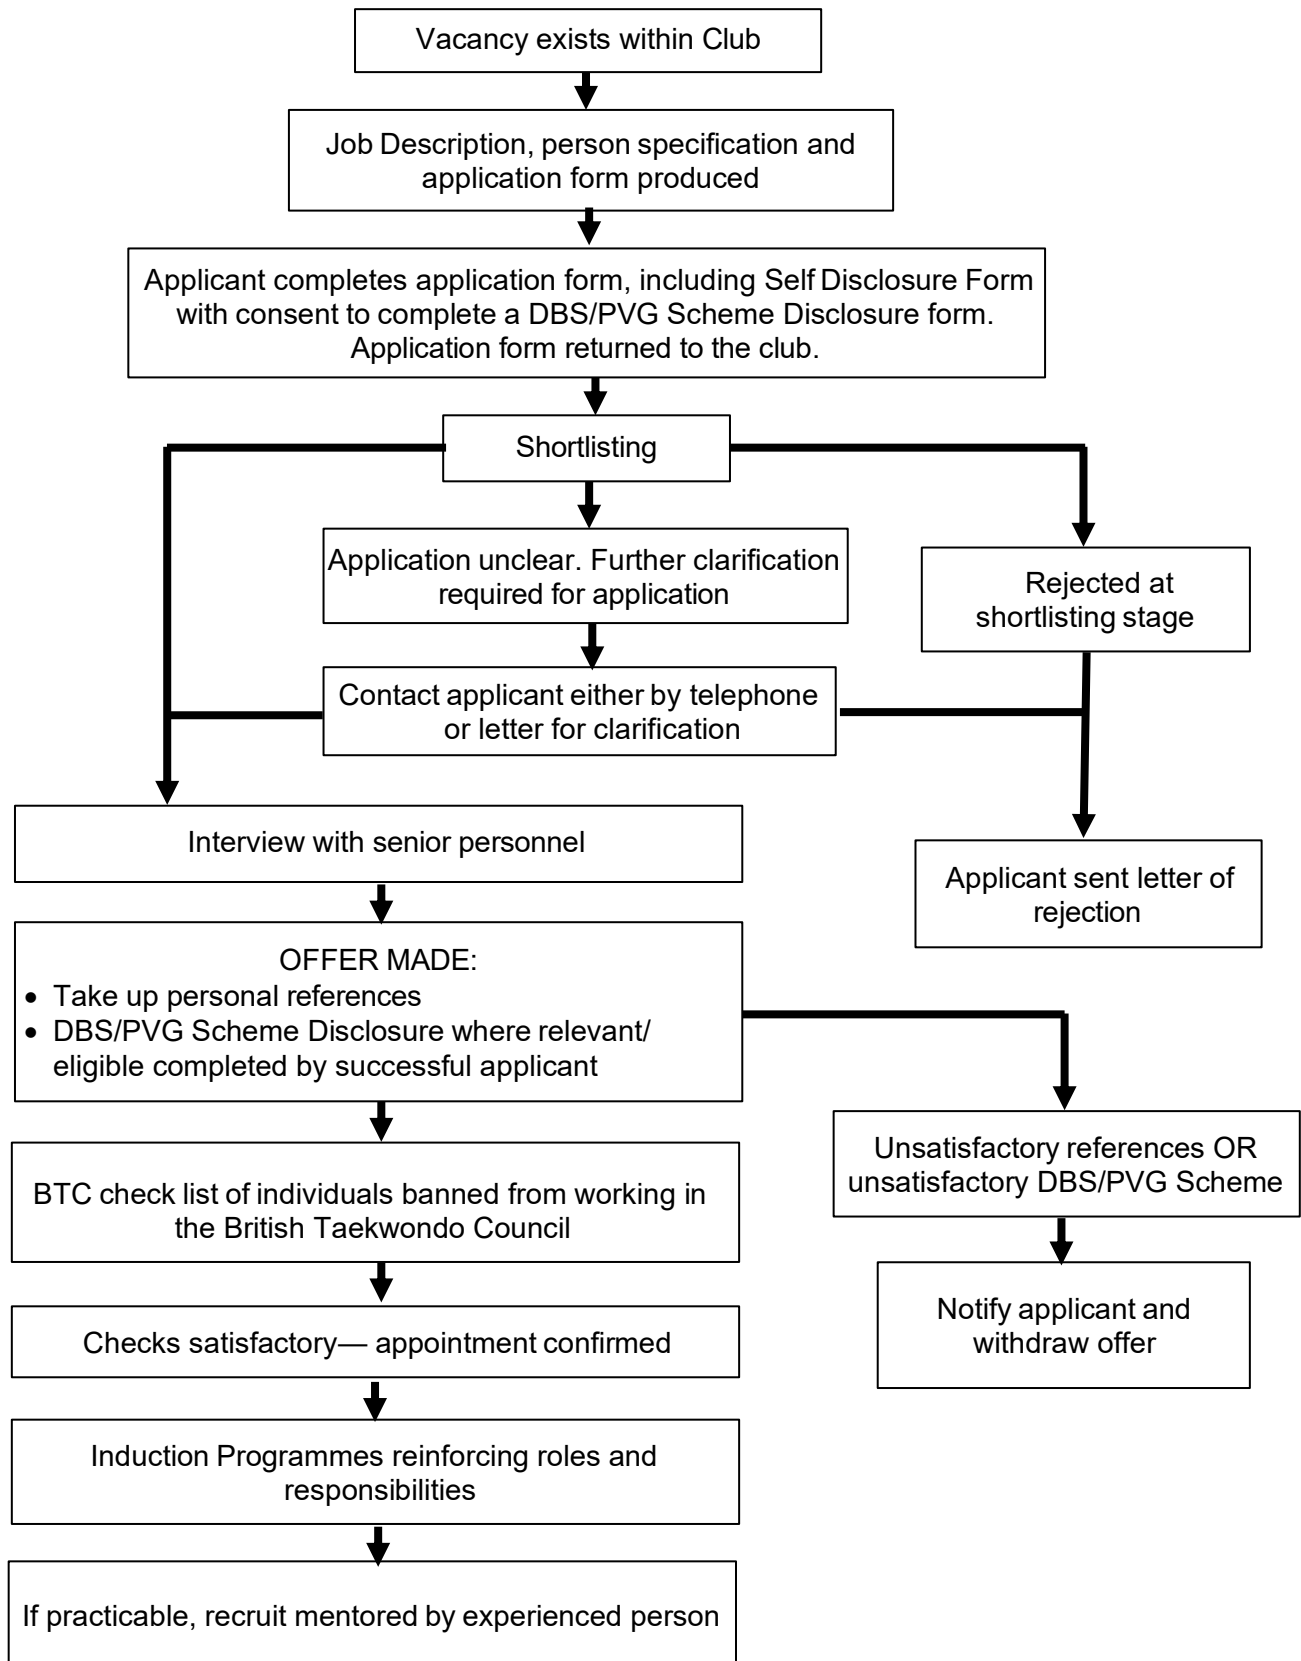 Vacancy exists within Club
Job Description, person specification and
application form produced
Applicant completes application form, including Self Disclosure Form
with consent to complete a DBS/PVG Scheme Disclosure form.
Application form returned to the club.
Shortlisting
Application unclear. Further clarification
required for application
Rejected at
shortlisting stage
Contact applicant either by telephone
or letter for clarification
Interview with senior personnel
Applicant sent letter of
rejection
OFFER MADE:
• Take up personal references
• DBS/PVG Scheme Disclosure where relevant/
eligible completed by successful applicant
Unsatisfactory references OR
unsatisfactory DBS/PVG Scheme
BTC check list of individuals banned from working in
the British Taekwondo Council
Notify applicant and
withdraw offer
Checks satisfactory— appointment confirmed
Induction Programmes reinforcing roles and
responsibilities
If practicable, recruit mentored by experienced person